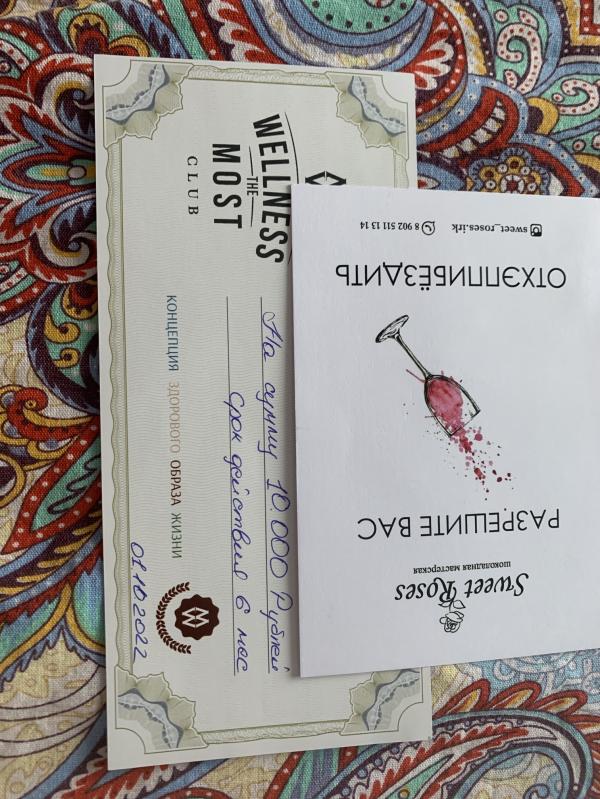 WELLNESS
THE
MOST
CLUB
На сумму 10.000 Рублей
Срок действия 6 мес
КОНЦЕПЦИЯ ЗДОРОВОГО ОБРАЗА ЖИЗНИ
01.10.2022
Sweet Roses
шоколадная мастерская
РАЗРЕШИТЕ ВАС
ОТХЭППИБЁЗДИТЬ
sweet_roses.irk 8 902 511 13 14